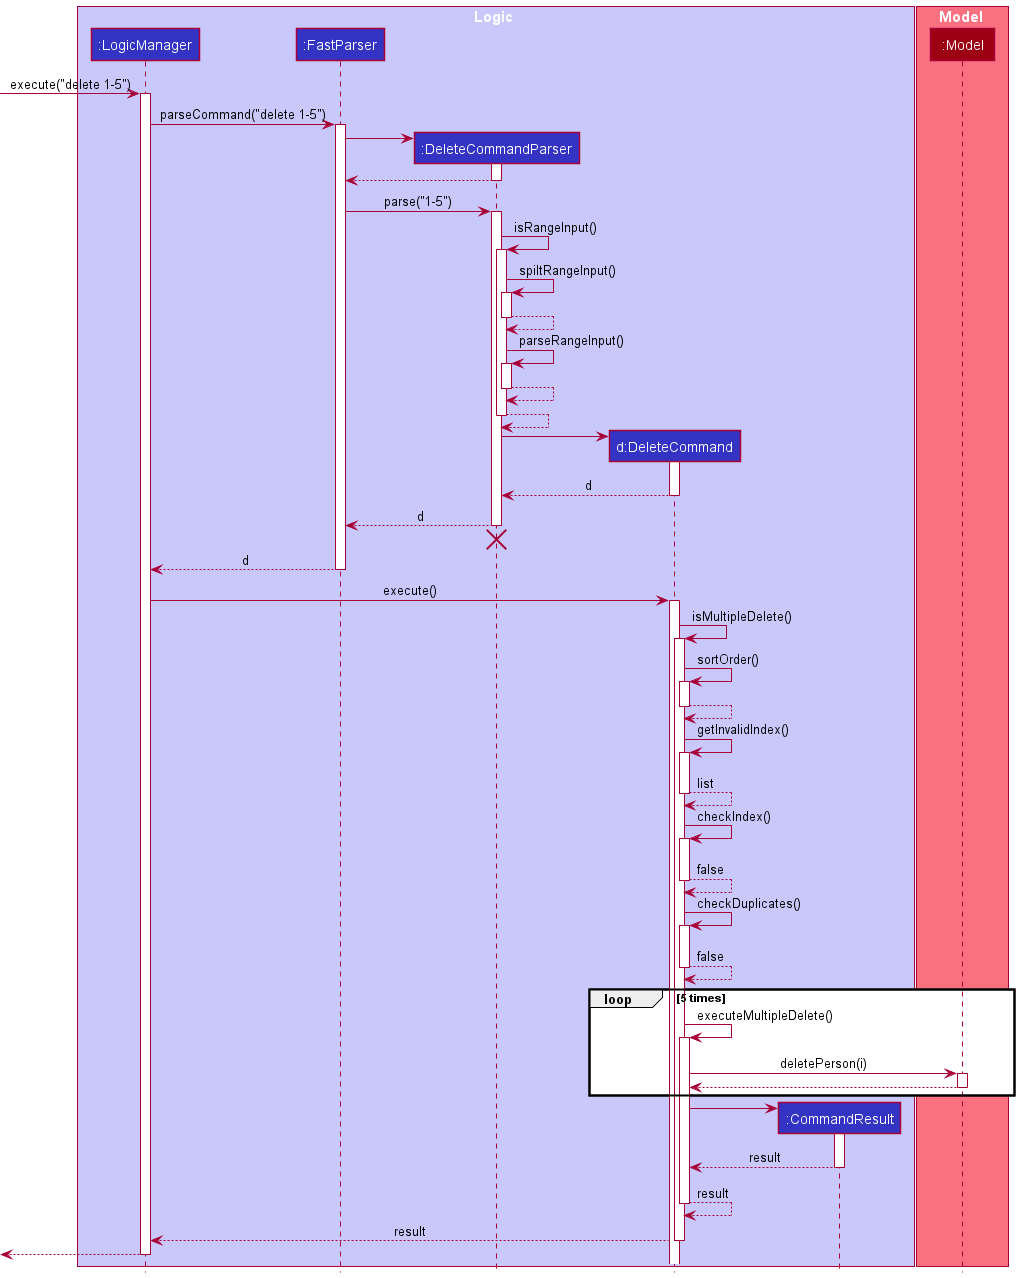 Logic
Model
:LogicManager
:FastParser
:Model
execute("delete 1-5")
parseCommand("delete 1-5")
:DeleteCommandParser
parse("1-5")
isRangeInput()
spiltRangeInput()
parseRangeInput()
d:DeleteCommand
d
d
d
execute()
isMultipleDelete()
sortOrder()
getInvalidIndex()
list
checkIndex()
false
checkDuplicates()
false
loop
[5 times]
executeMultipleDelete()
deletePerson(i)
:CommandResult
result
result
result